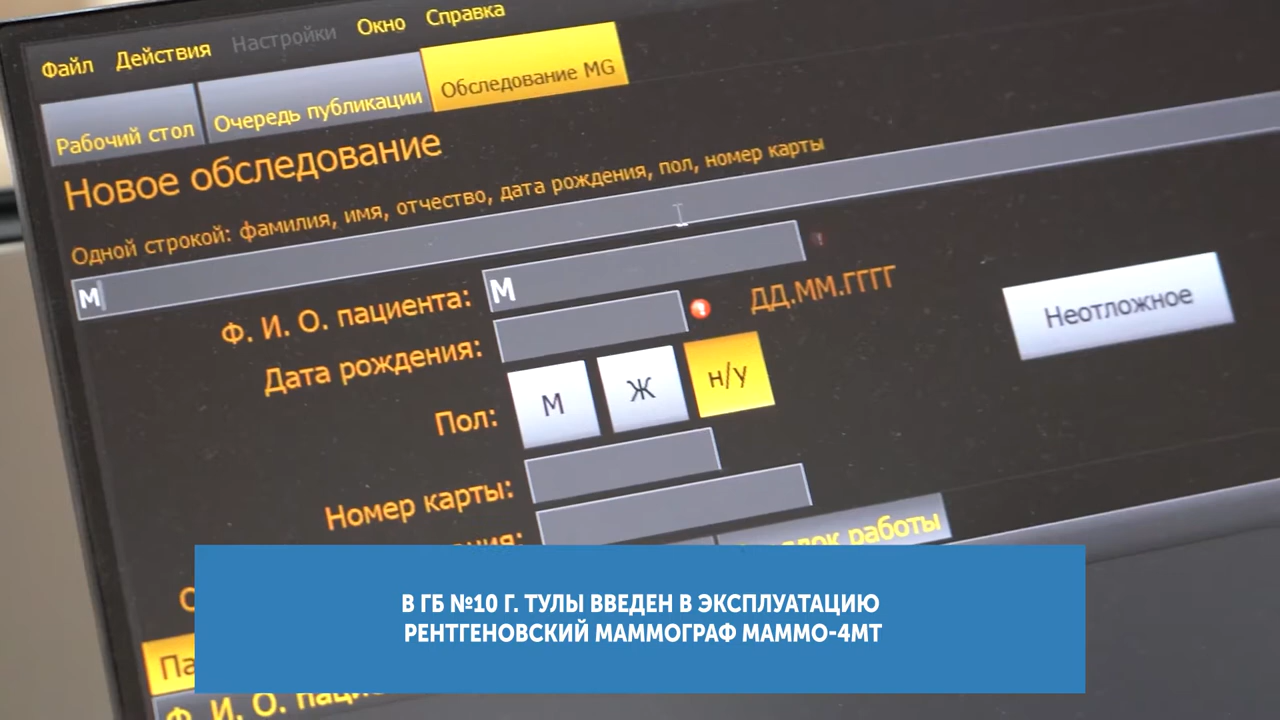 Файл Действия Настройки Окно Справка
Рабочий стол Очередь публикации Обследование MG
Новое обследование
Одной строкой: фамилия, имя, отчество, дата рождения, пол, номер карты
М
Ф. И. О. пациента: М
Дата рождения: ДД.ММ.ГГГГ
Неотложное
Пол: М Ж н/у
Номер карты:
работы
Ф. И. О.
В ГБ №10 Г. ТУЛЫ ВВЕДЕН В ЭКСПЛУАТАЦИЮ
РЕНТГЕНОВСКИЙ МАММОГРАФ МАММО-4МТ